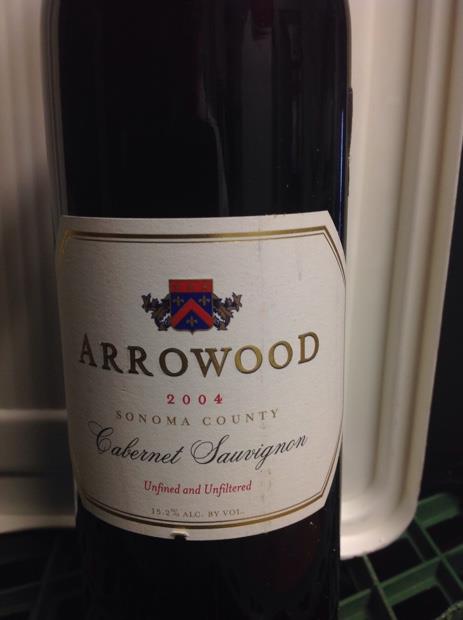 ARROWOOD
2004
SONOMA COUNTY
Cabernet Sauvignon
Unfined and Unfiltered
15.2% ALC. BY VOL.